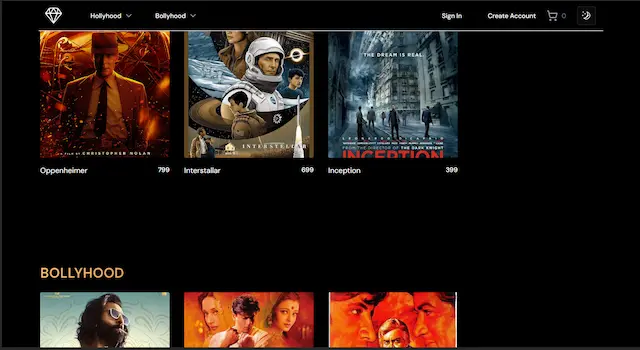 Hollyhood
Bollyhood
Sign In
Create Account
0
THE DREAM IS REAL.
A FILM BY CHRISTOPHER NOLAN
INTERSTELLAR
FROM THE DIRECTOR OF THE DARK KNIGHT
INCEPTION
Oppenheimer
799
Interstallar
699
Inception
399
BOLLYHOOD